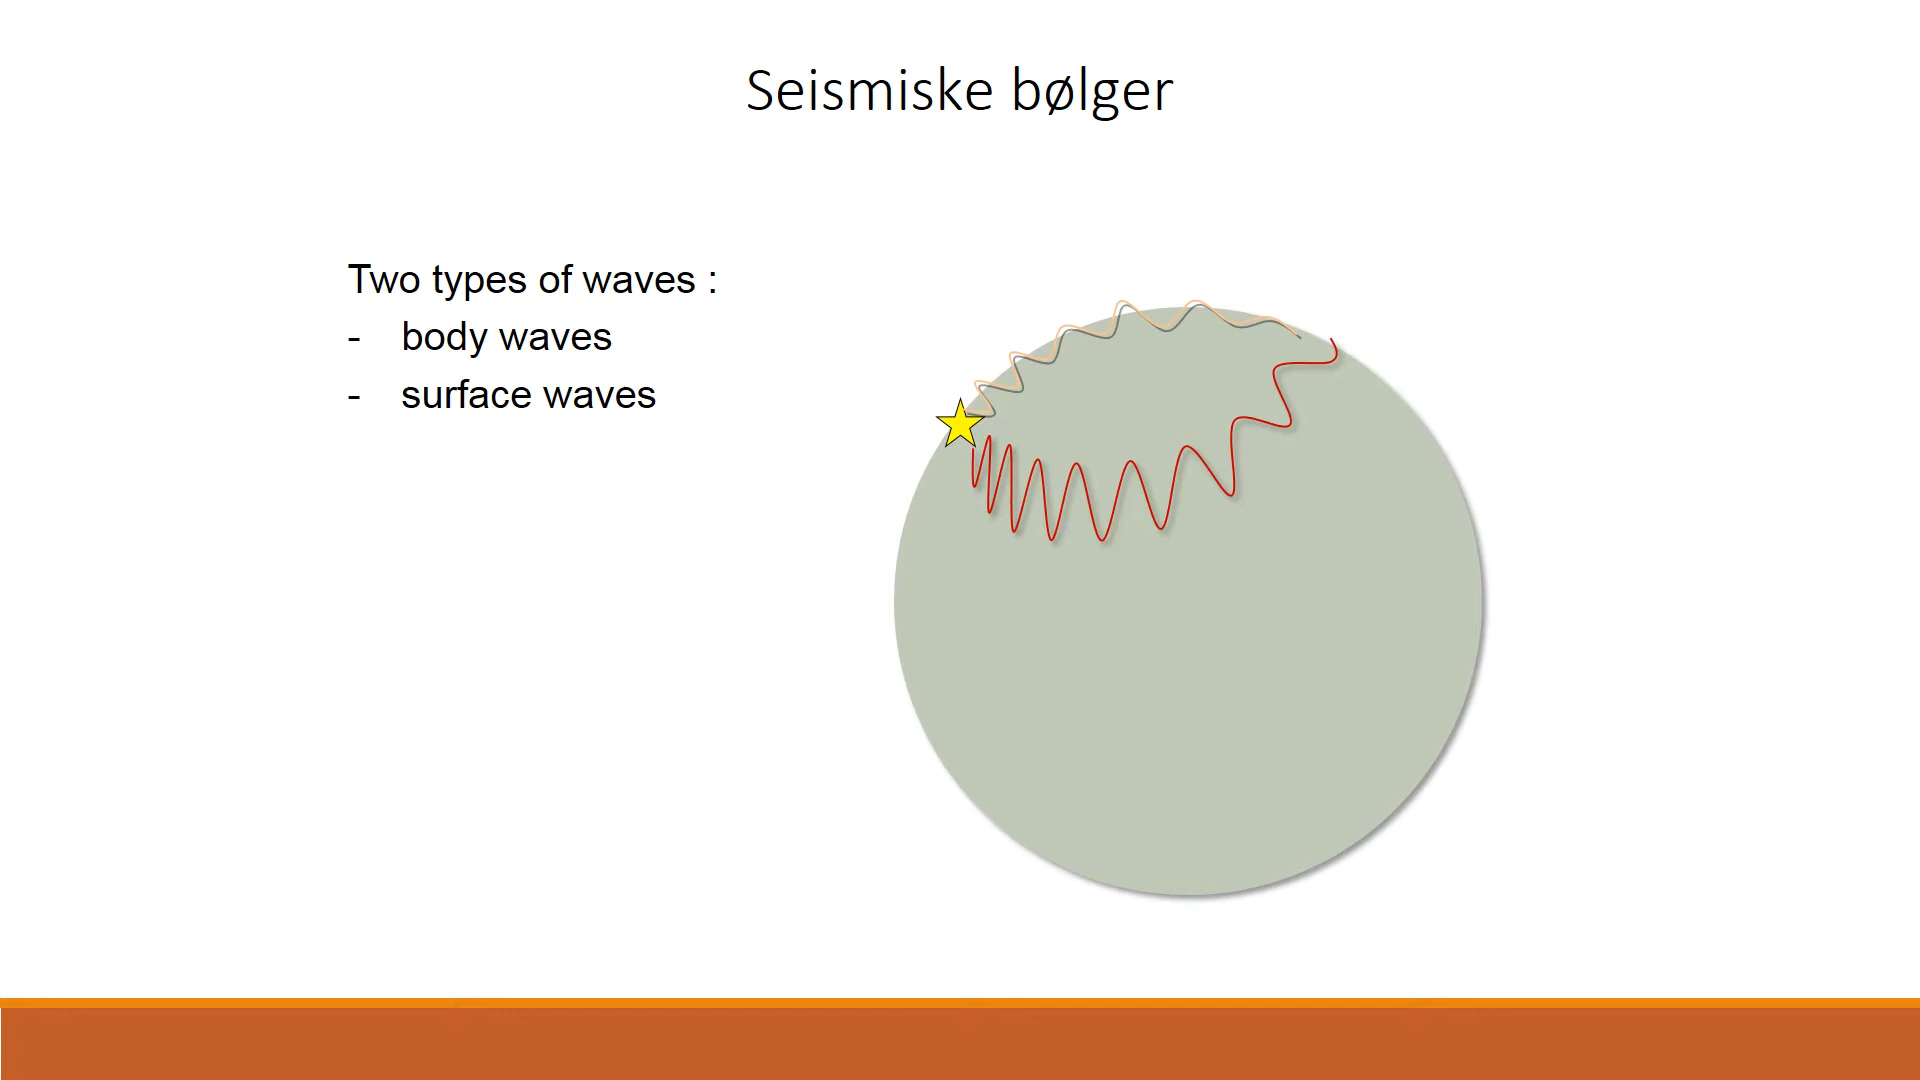 Seismiske bølger
Two types of waves :
- body waves
- surface waves